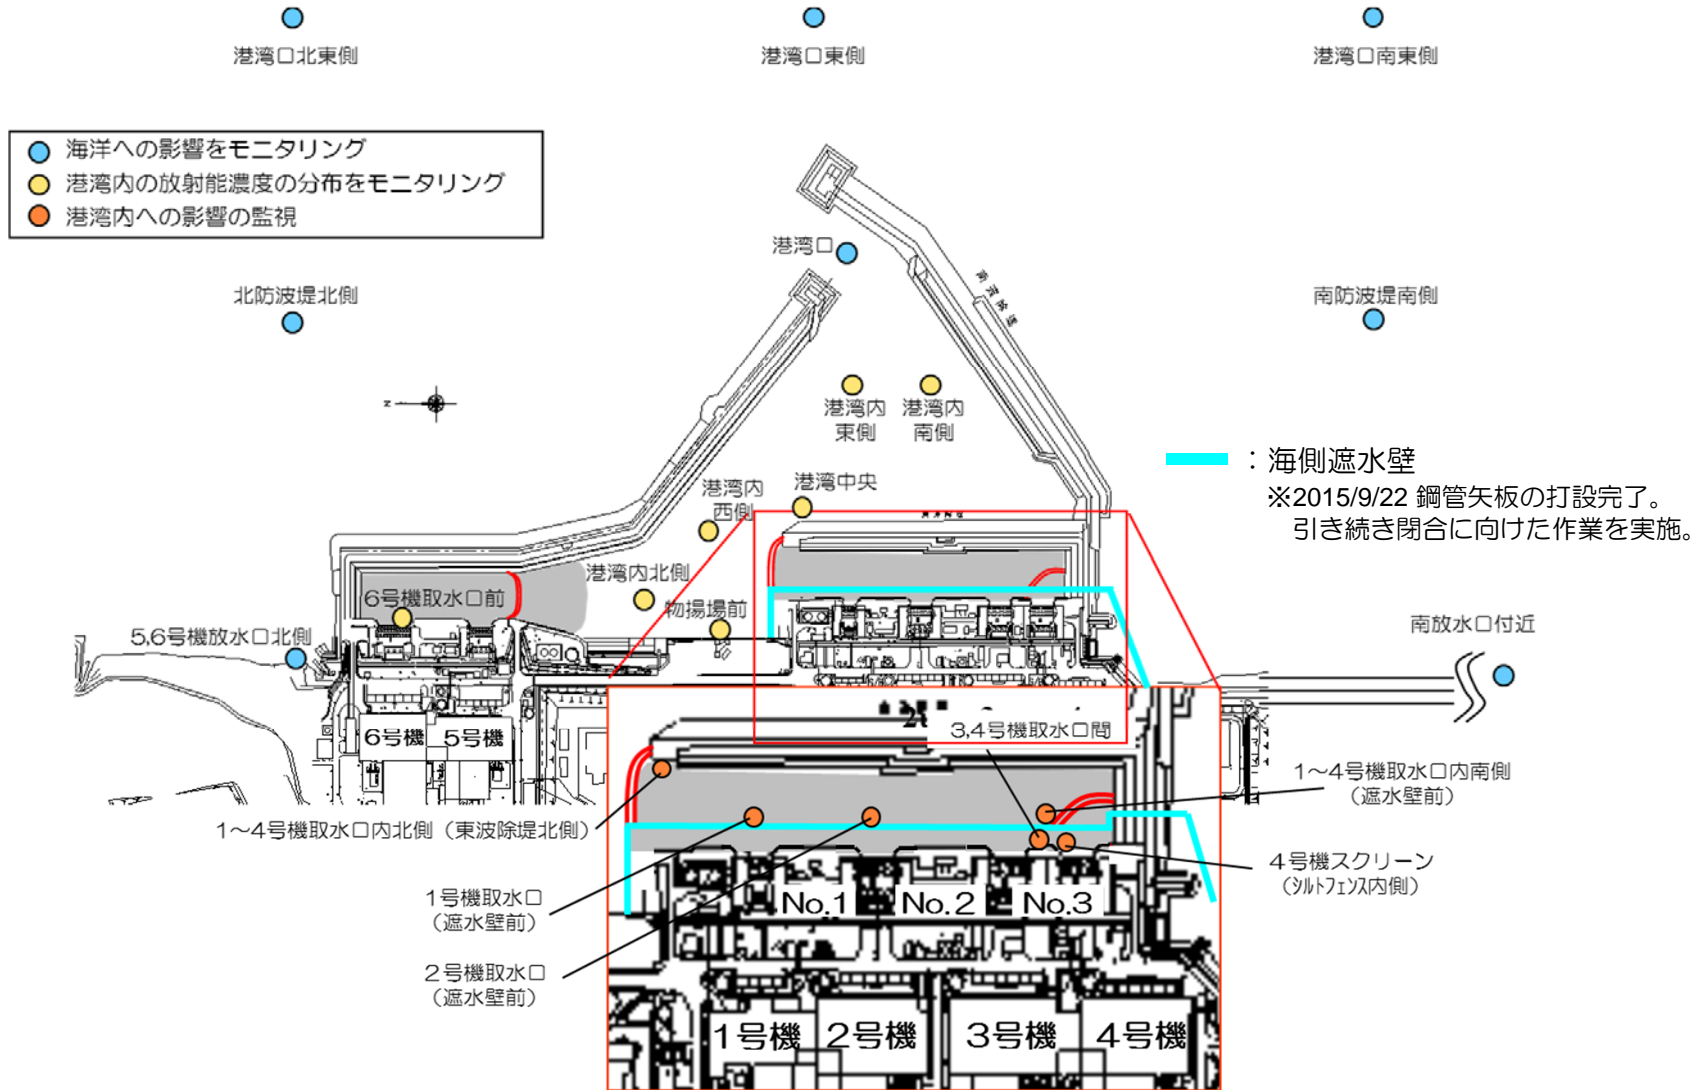 港湾口北東側
港湾口東側
港湾口南東側
海洋への影響をモニタリング
港湾内の放射能濃度の分布をモニタリング
港湾内への影響の監視
港湾口
北防波堤北側
南防波堤南側
南防波堤
N
港湾内
東側
港湾内
南側
：海側遮水壁
※2015/9/22 鋼管矢板の打設完了。
引き続き閉合に向けた作業を実施。
港湾内
西側
港湾中央
港湾内北側
6号機取水口前
物揚場前
5,6号機放水口北側
南放水口付近
6号機
5号機
3,4号機取水口間
1～4号機取水口内南側
（遮水壁前）
1～4号機取水口内北側（東波除堤北側）
4号機スクリーン
（シルトフェンス内側）
1号機取水口
（遮水壁前）
No.1
No.2
No.3
2号機取水口
（遮水壁前）
1号機
2号機
3号機
4号機